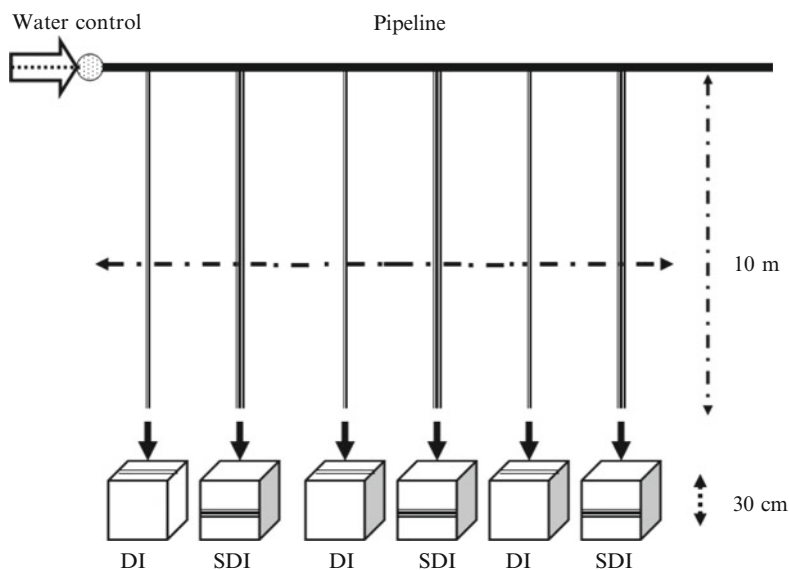 Water control
Pipeline
10 m
30 cm
DI
SDI
DI
SDI
DI
SDI